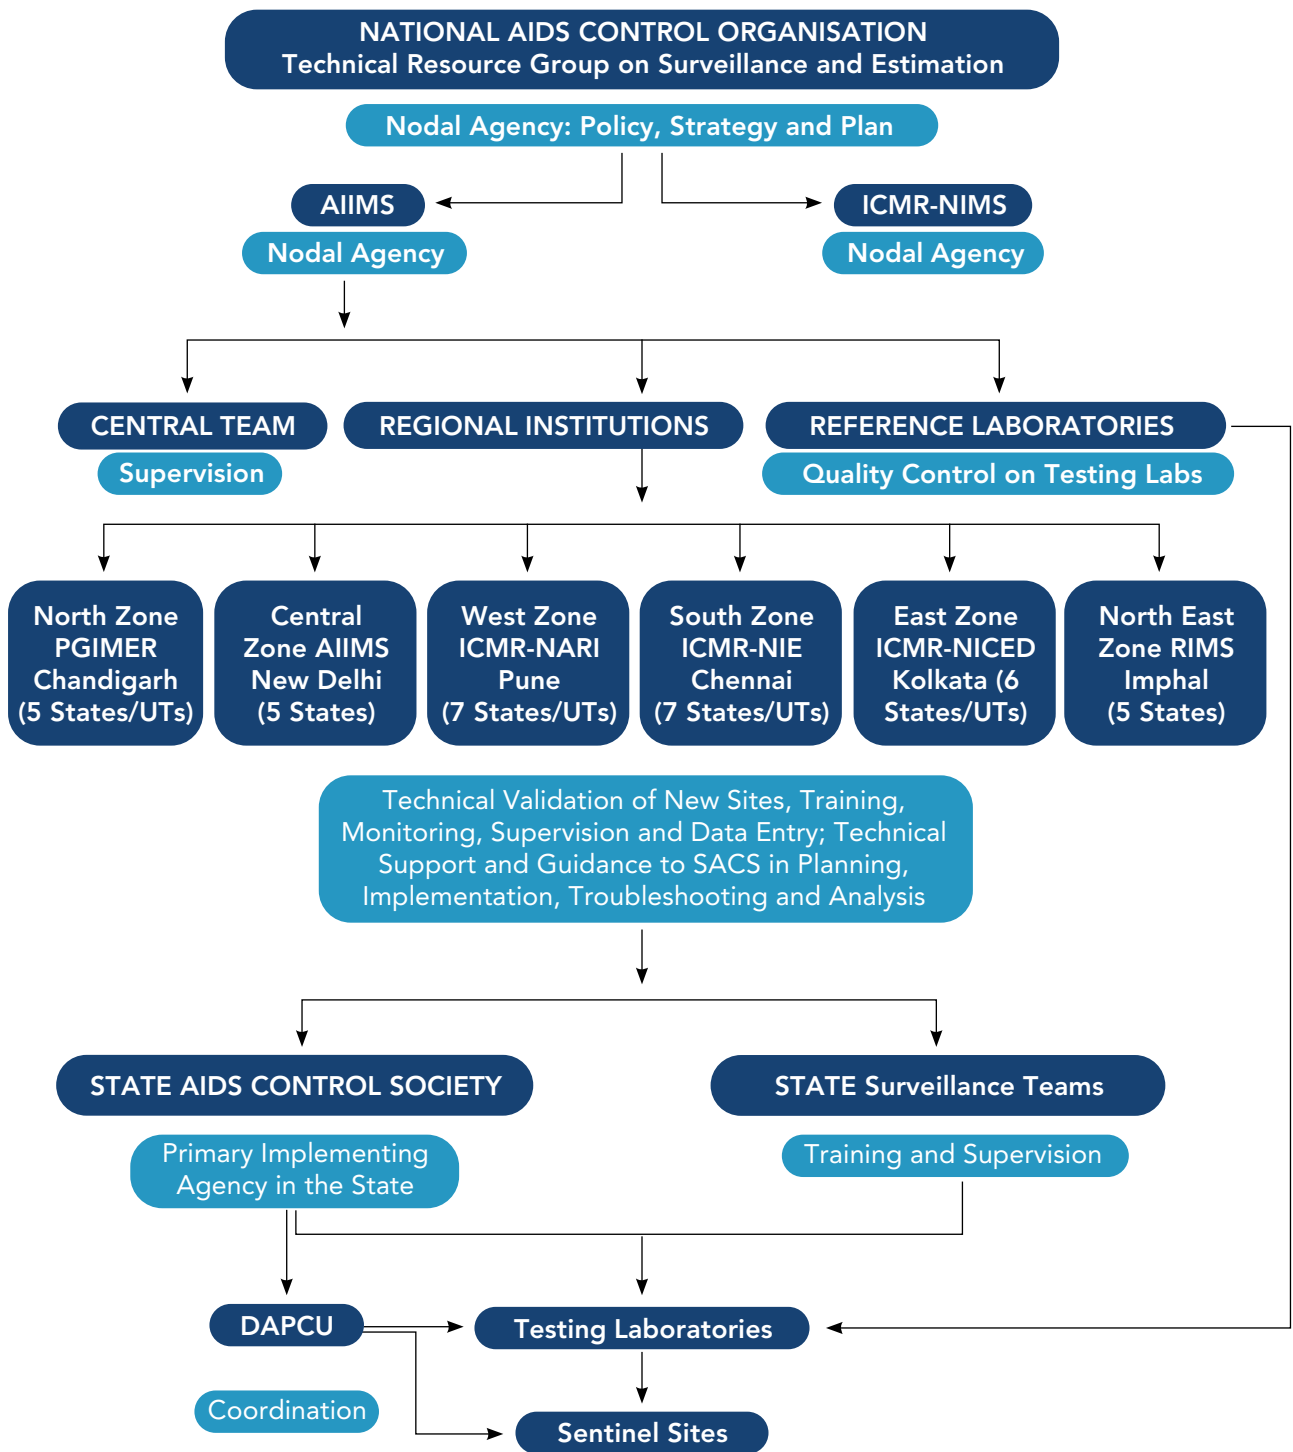 NATIONAL AIDS CONTROL ORGANISATION
Technical Resource Group on Surveillance and Estimation
Nodal Agency: Policy, Strategy and Plan
AIIMS
Nodal Agency
ICMR-NIMS
Nodal Agency
CENTRAL TEAM
Supervision
REGIONAL INSTITUTIONS
REFERENCE LABORATORIES
Quality Control on Testing Labs
North Zone
PGIMER
Chandigarh
(5 States/UTs)
Central
Zone AIIMS
New Delhi
(5 States)
West Zone
ICMR-NARI
Pune
(7 States/UTs)
South Zone
ICMR-NIE
Chennai
(7 States/UTs)
East Zone
ICMR-NICED
Kolkata (6
States/UTs)
North East
Zone RIMS
Imphal
(5 States)
Technical Validation of New Sites, Training,
Monitoring, Supervision and Data Entry; Technical
Support and Guidance to SACS in Planning,
Implementation, Troubleshooting and Analysis
STATE AIDS CONTROL SOCIETY
Primary Implementing
Agency in the State
STATE Surveillance Teams
Training and Supervision
DAPCU
Coordination
Testing Laboratories
Sentinel Sites